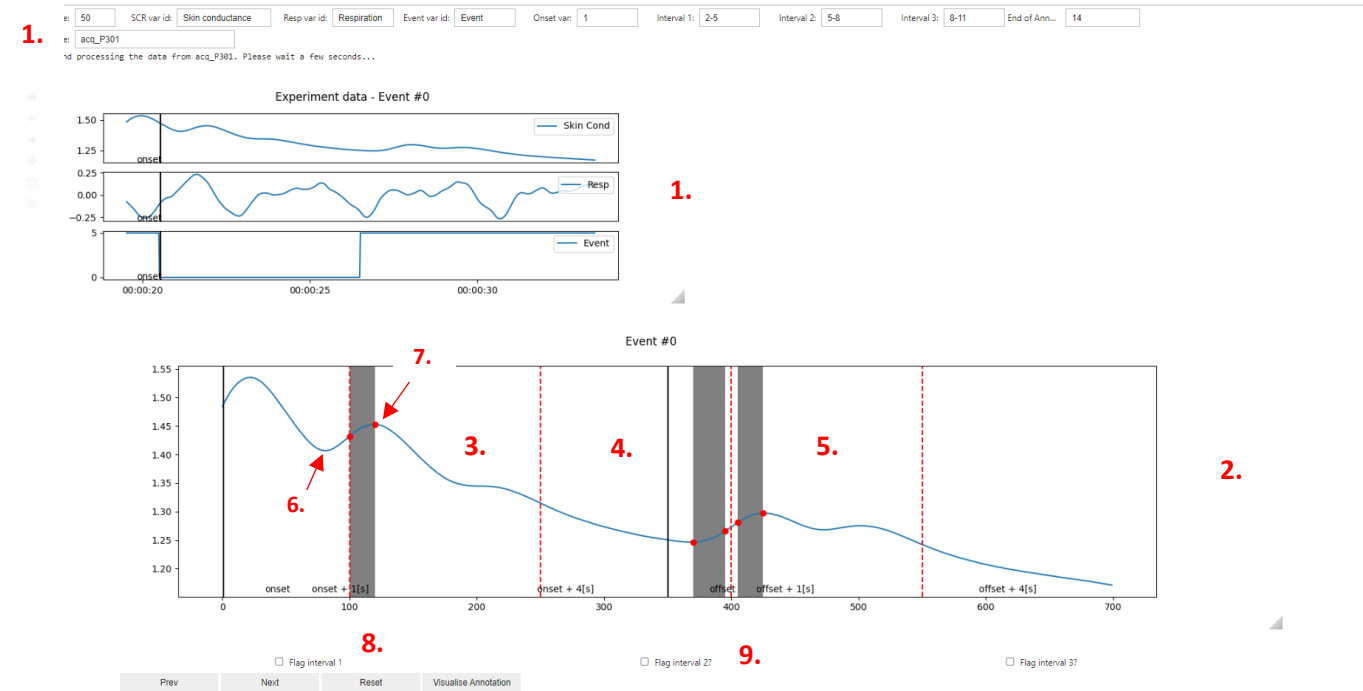 e: 50 SCR var id: Skin conductance Resp var id: Respiration Event var id: Event Onset var: 1 Interval 1: 2-5 Interval 2: 5-8 Interval 3: 8-11 End of Ann... 14
1. e: acq_P301
nd processing the data from acq_P301. Please wait a few seconds...
Experiment data - Event #0
1.50
Skin Cond
1.25
onset
0.25
Resp
1.
0.00
−0.25
onset
5
Event
0
onset
00:00:20 00:00:25 00:00:30
Event #0
7.
1.55
1.50
1.45
3. 4. 5.
1.40
2.
1.35
6.
1.30
1.25
1.20
onset onset + 1[s] onset + 4[s] offset offset + 1[s] offset + 4[s]
0 100 200 300 400 500 600 700
8. 9.
Flag interval 1 Flag interval 2? Flag interval 3?
Prev Next Reset Visualise Annotation